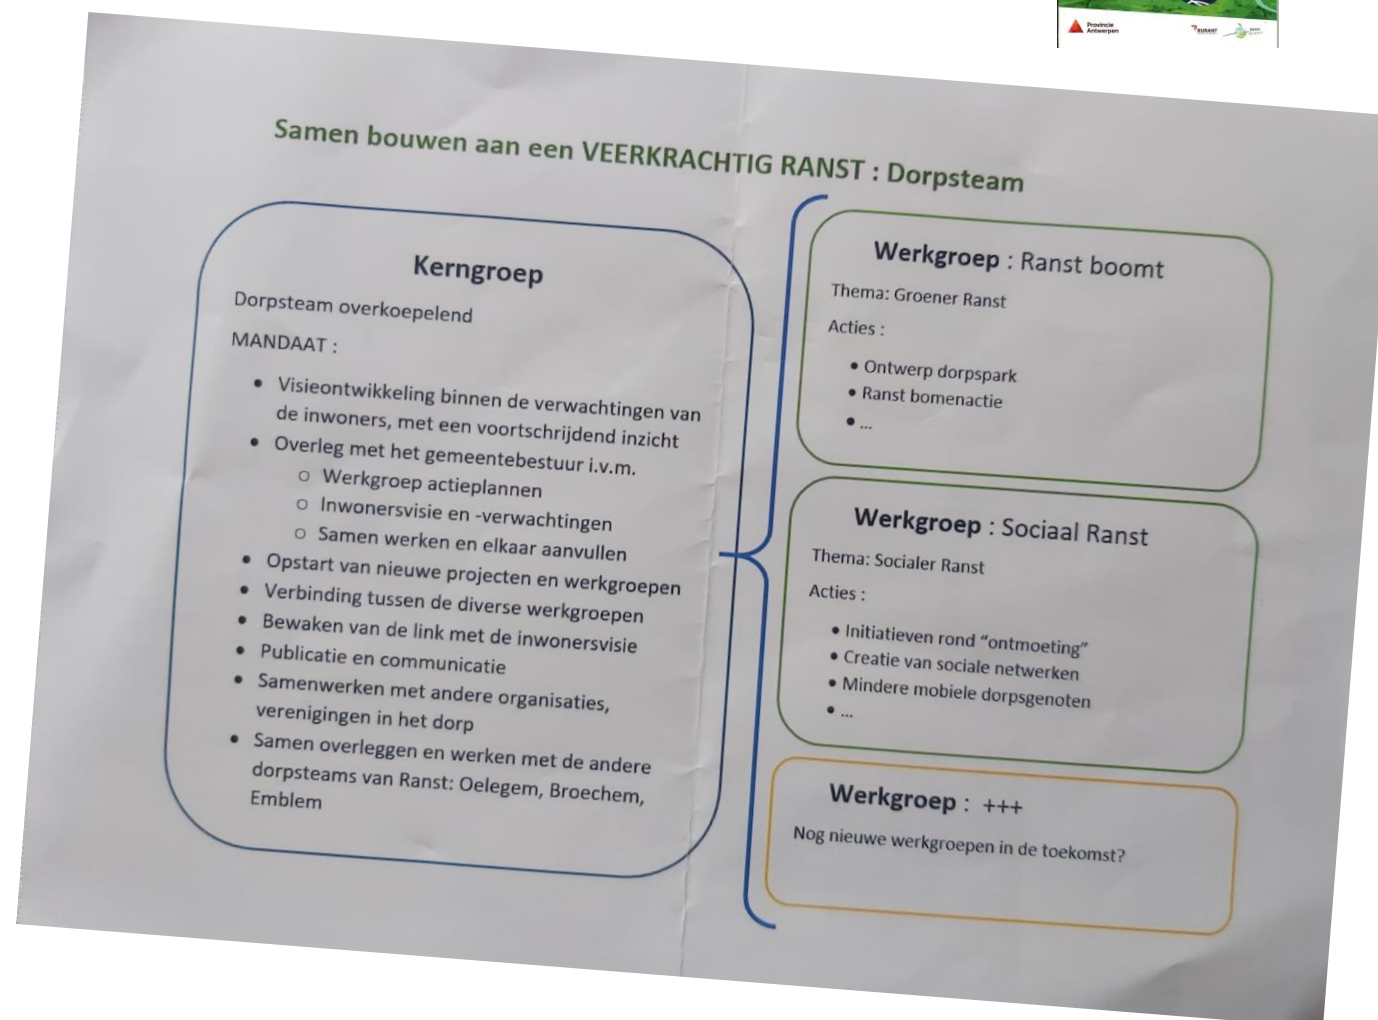 Provincie
Antwerpen
RURANT
Samen bouwen aan een VEERKRACHTIG RANST : Dorpsteam
Kerngroep
Dorpsteam overkoepelend
MANDAAT :
• Visieontwikkeling binnen de verwachtingen van
de inwoners, met een voortschrijdend inzicht
• Overleg met het gemeentebestuur i.v.m.
o Werkgroep actieplannen
o Inwonersvisie en -verwachtingen
o Samen werken en elkaar aanvullen
• Opstart van nieuwe projecten en werkgroepen
• Verbinding tussen de diverse werkgroepen
• Bewaken van de link met de inwonersvisie
• Publicatie en communicatie
• Samenwerken met andere organisaties,
verenigingen in het dorp
• Samen overleggen en werken met de andere
dorpsteams van Ranst: Oelegem, Broechem,
Emblem
Werkgroep : Ranst boomt
Thema: Groener Ranst
Acties :
• Ontwerp dorpspark
• Ranst bomenactie
• ...
Werkgroep : Sociaal Ranst
Thema: Socialer Ranst
Acties :
• Initiatieven rond “ontmoeting”
• Creatie van sociale netwerken
• Mindere mobiele dorpsgenoten
• ...
Werkgroep : +++
Nog nieuwe werkgroepen in de toekomst?